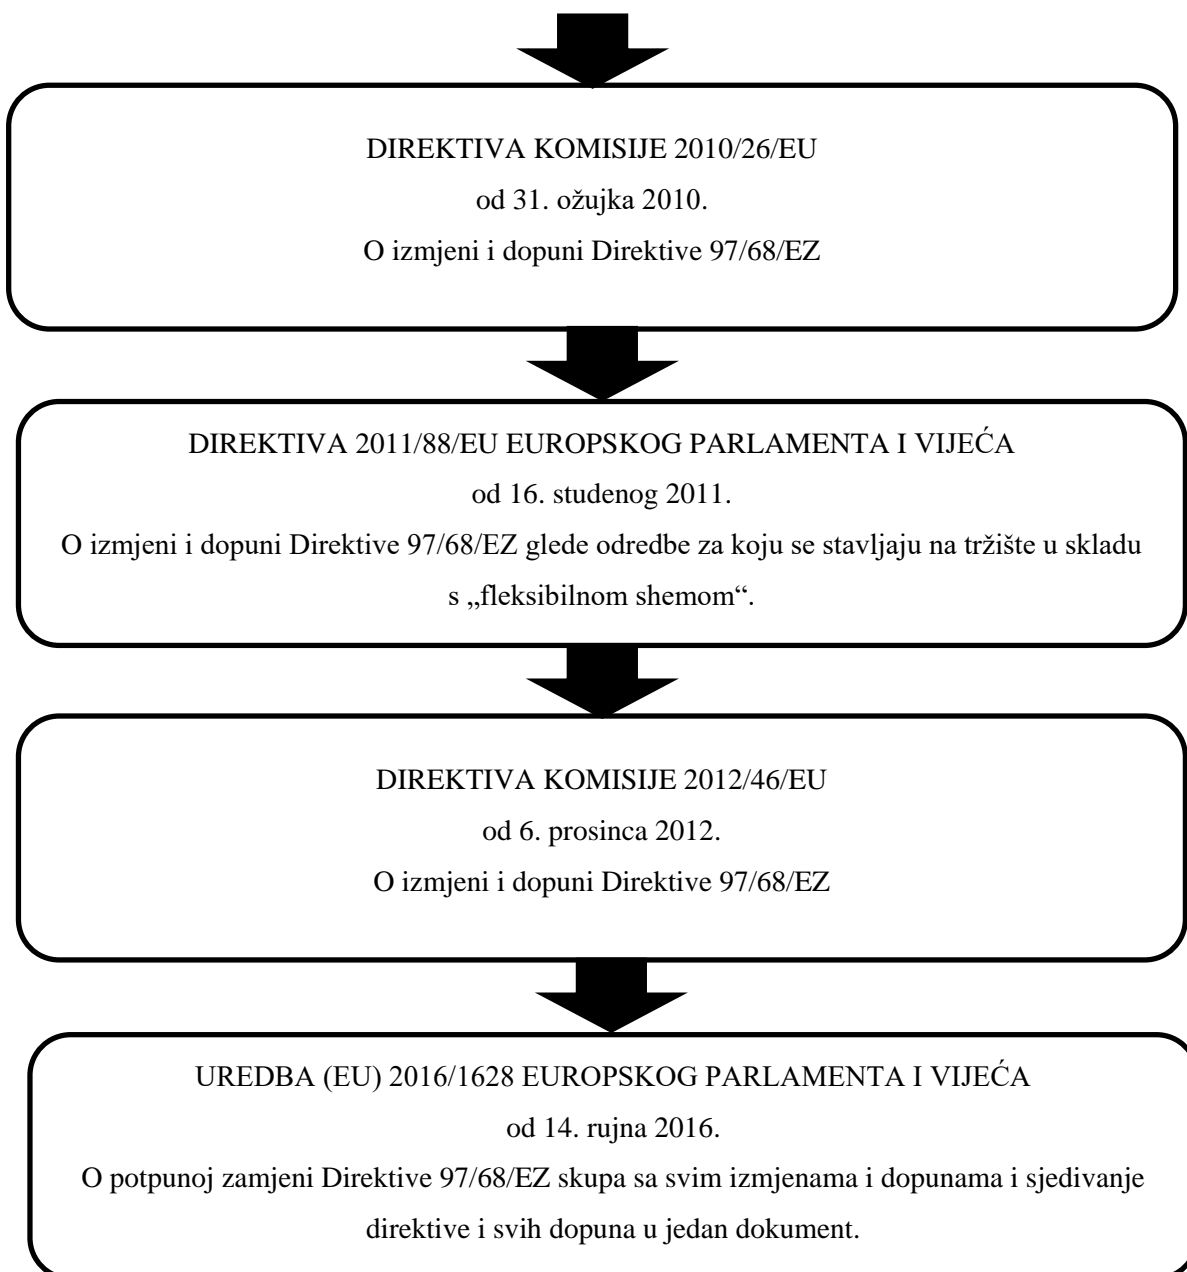 DIREKTIVA KOMISIJE 2010/26/EU
od 31. ožujka 2010.
O izmjeni i dopuni Direktive 97/68/EZ
DIREKTIVA 2011/88/EU EUROPSKOG PARLAMENTA I VIJEĆA
od 16. studenog 2011.
O izmjeni i dopuni Direktive 97/68/EZ glede odredbe za koju se stavljaju na tržište u skladu
s „fleksibilnom shemom“.
DIREKTIVA KOMISIJE 2012/46/EU
od 6. prosinca 2012.
O izmjeni i dopuni Direktive 97/68/EZ
UREDBA (EU) 2016/1628 EUROPSKOG PARLAMENTA I VIJEĆA
od 14. rujna 2016.
O potpunoj zamjeni Direktive 97/68/EZ skupa sa svim izmjenama i dopunama i sjedivanje
direktive i svih dopuna u jedan dokument.